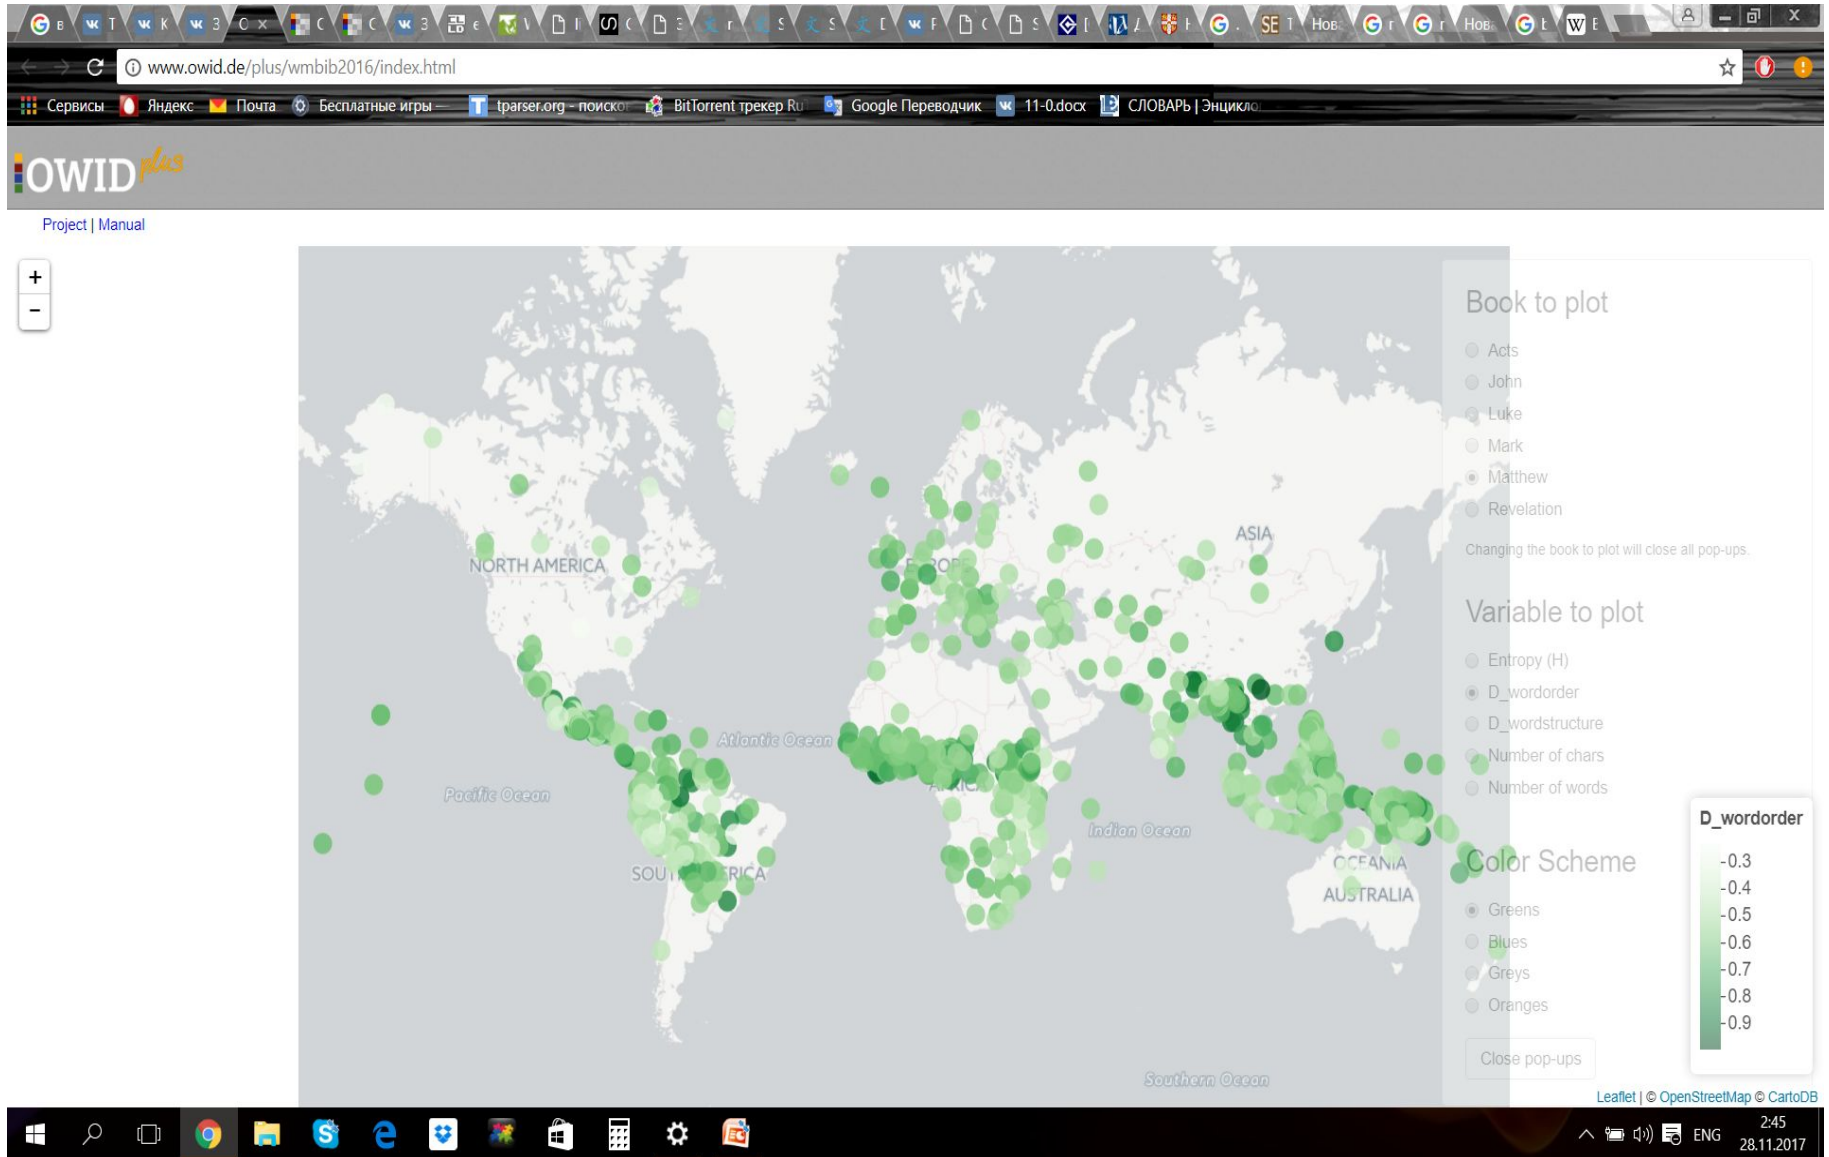 www.owid.de/plus/wmbib2016/index.html
Сервисы Яндекс Почта Бесплатные игры — tparser.org - поиско BitTorrent трекер Ru Google Переводчик 11-0.docx СЛОВАРЬ | Энцикло
OWID plus
Project | Manual
+
−
Book to plot
Acts
John
Luke
Mark
Matthew
Revelation
Changing the book to plot will close all pop-ups.
Variable to plot
Entropy (H)
D_wordorder
D_wordstructure
Number of chars
Number of words
Color Scheme
Greens
Blues
Greys
Oranges
Close pop-ups
NORTH AMERICA
EUROPE
ASIA
Atlantic Ocean
Pacific Ocean
AFRICA
Indian Ocean
SOUTH AMERICA
OCEANIA
AUSTRALIA
Southern Ocean
D_wordorder
0.3
0.4
0.5
0.6
0.7
0.8
0.9
Leaflet | © OpenStreetMap © CartoDB
ENG
2:45
28.11.2017